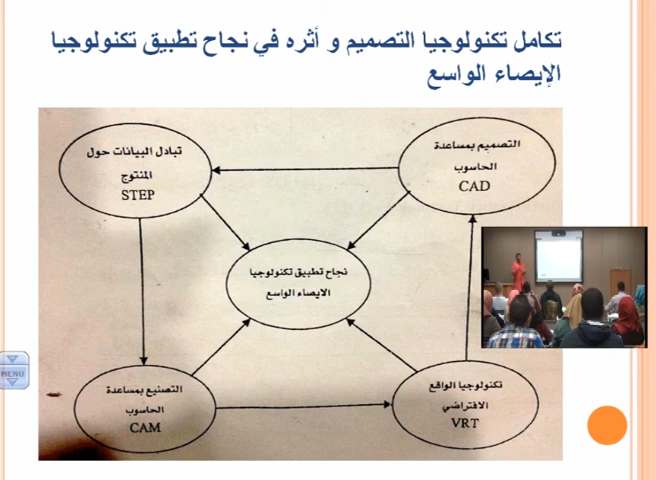 تكامل تكنولوجيا التصميم و أثره في نجاح تطبيق تكنولوجيا
الإيصاء الواسع
التصميم بمساعدة
الحاسوب
CAD
تبادل البيانات حول
المنتوج
STEP
نجاح تطبيق تكنولوجيا
الايصاء الواسع
تكنولوجيا الواقع
الافتراضي
VRT
التصنيع بمساعدة
الحاسوب
CAM
MENU